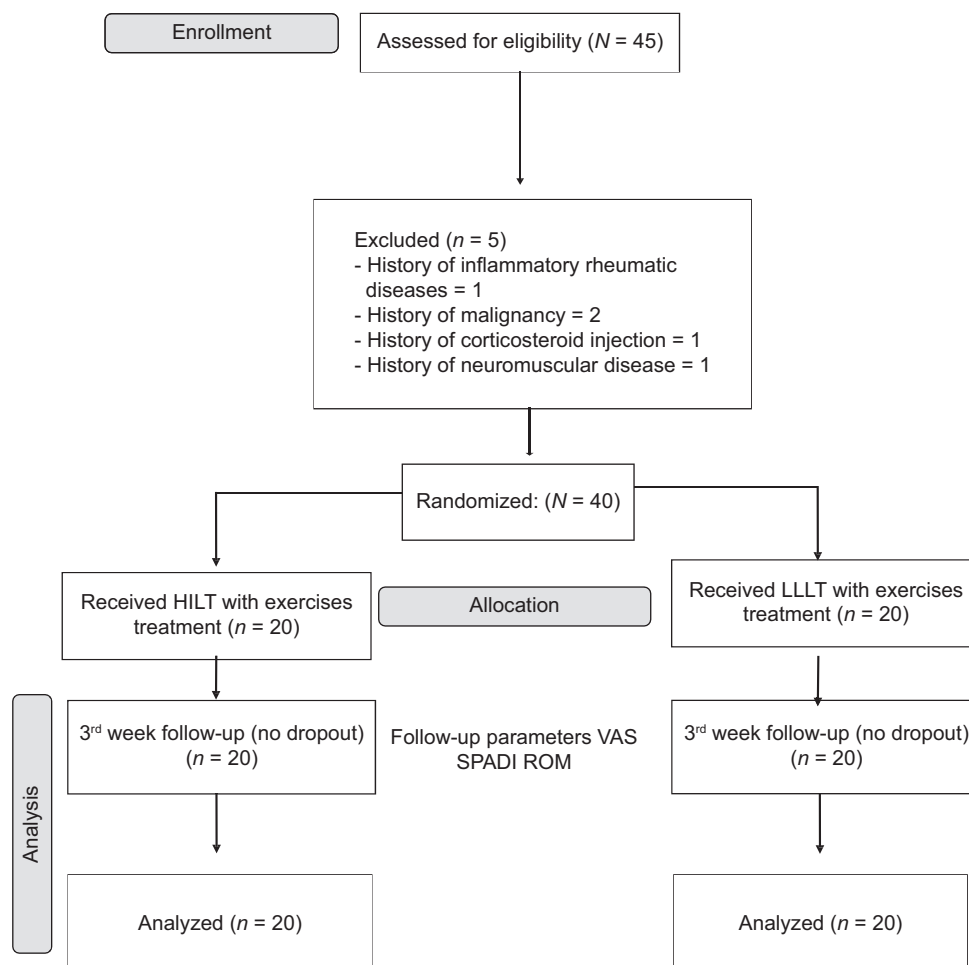 Enrollment
Assessed for eligibility (N = 45)
Excluded (n = 5)
- History of inflammatory rheumatic
diseases = 1
- History of malignancy = 2
- History of corticosteroid injection = 1
- History of neuromuscular disease = 1
Randomized: (N = 40)
Received HILT with exercises
treatment (n = 20)
Allocation
Received LLLT with exercises
treatment (n = 20)
3rd week follow-up (no dropout)
(n = 20)
Follow-up parameters VAS
SPADI ROM
3rd week follow-up (no dropout)
(n = 20)
Analysis
Analyzed (n = 20)
Analyzed (n = 20)